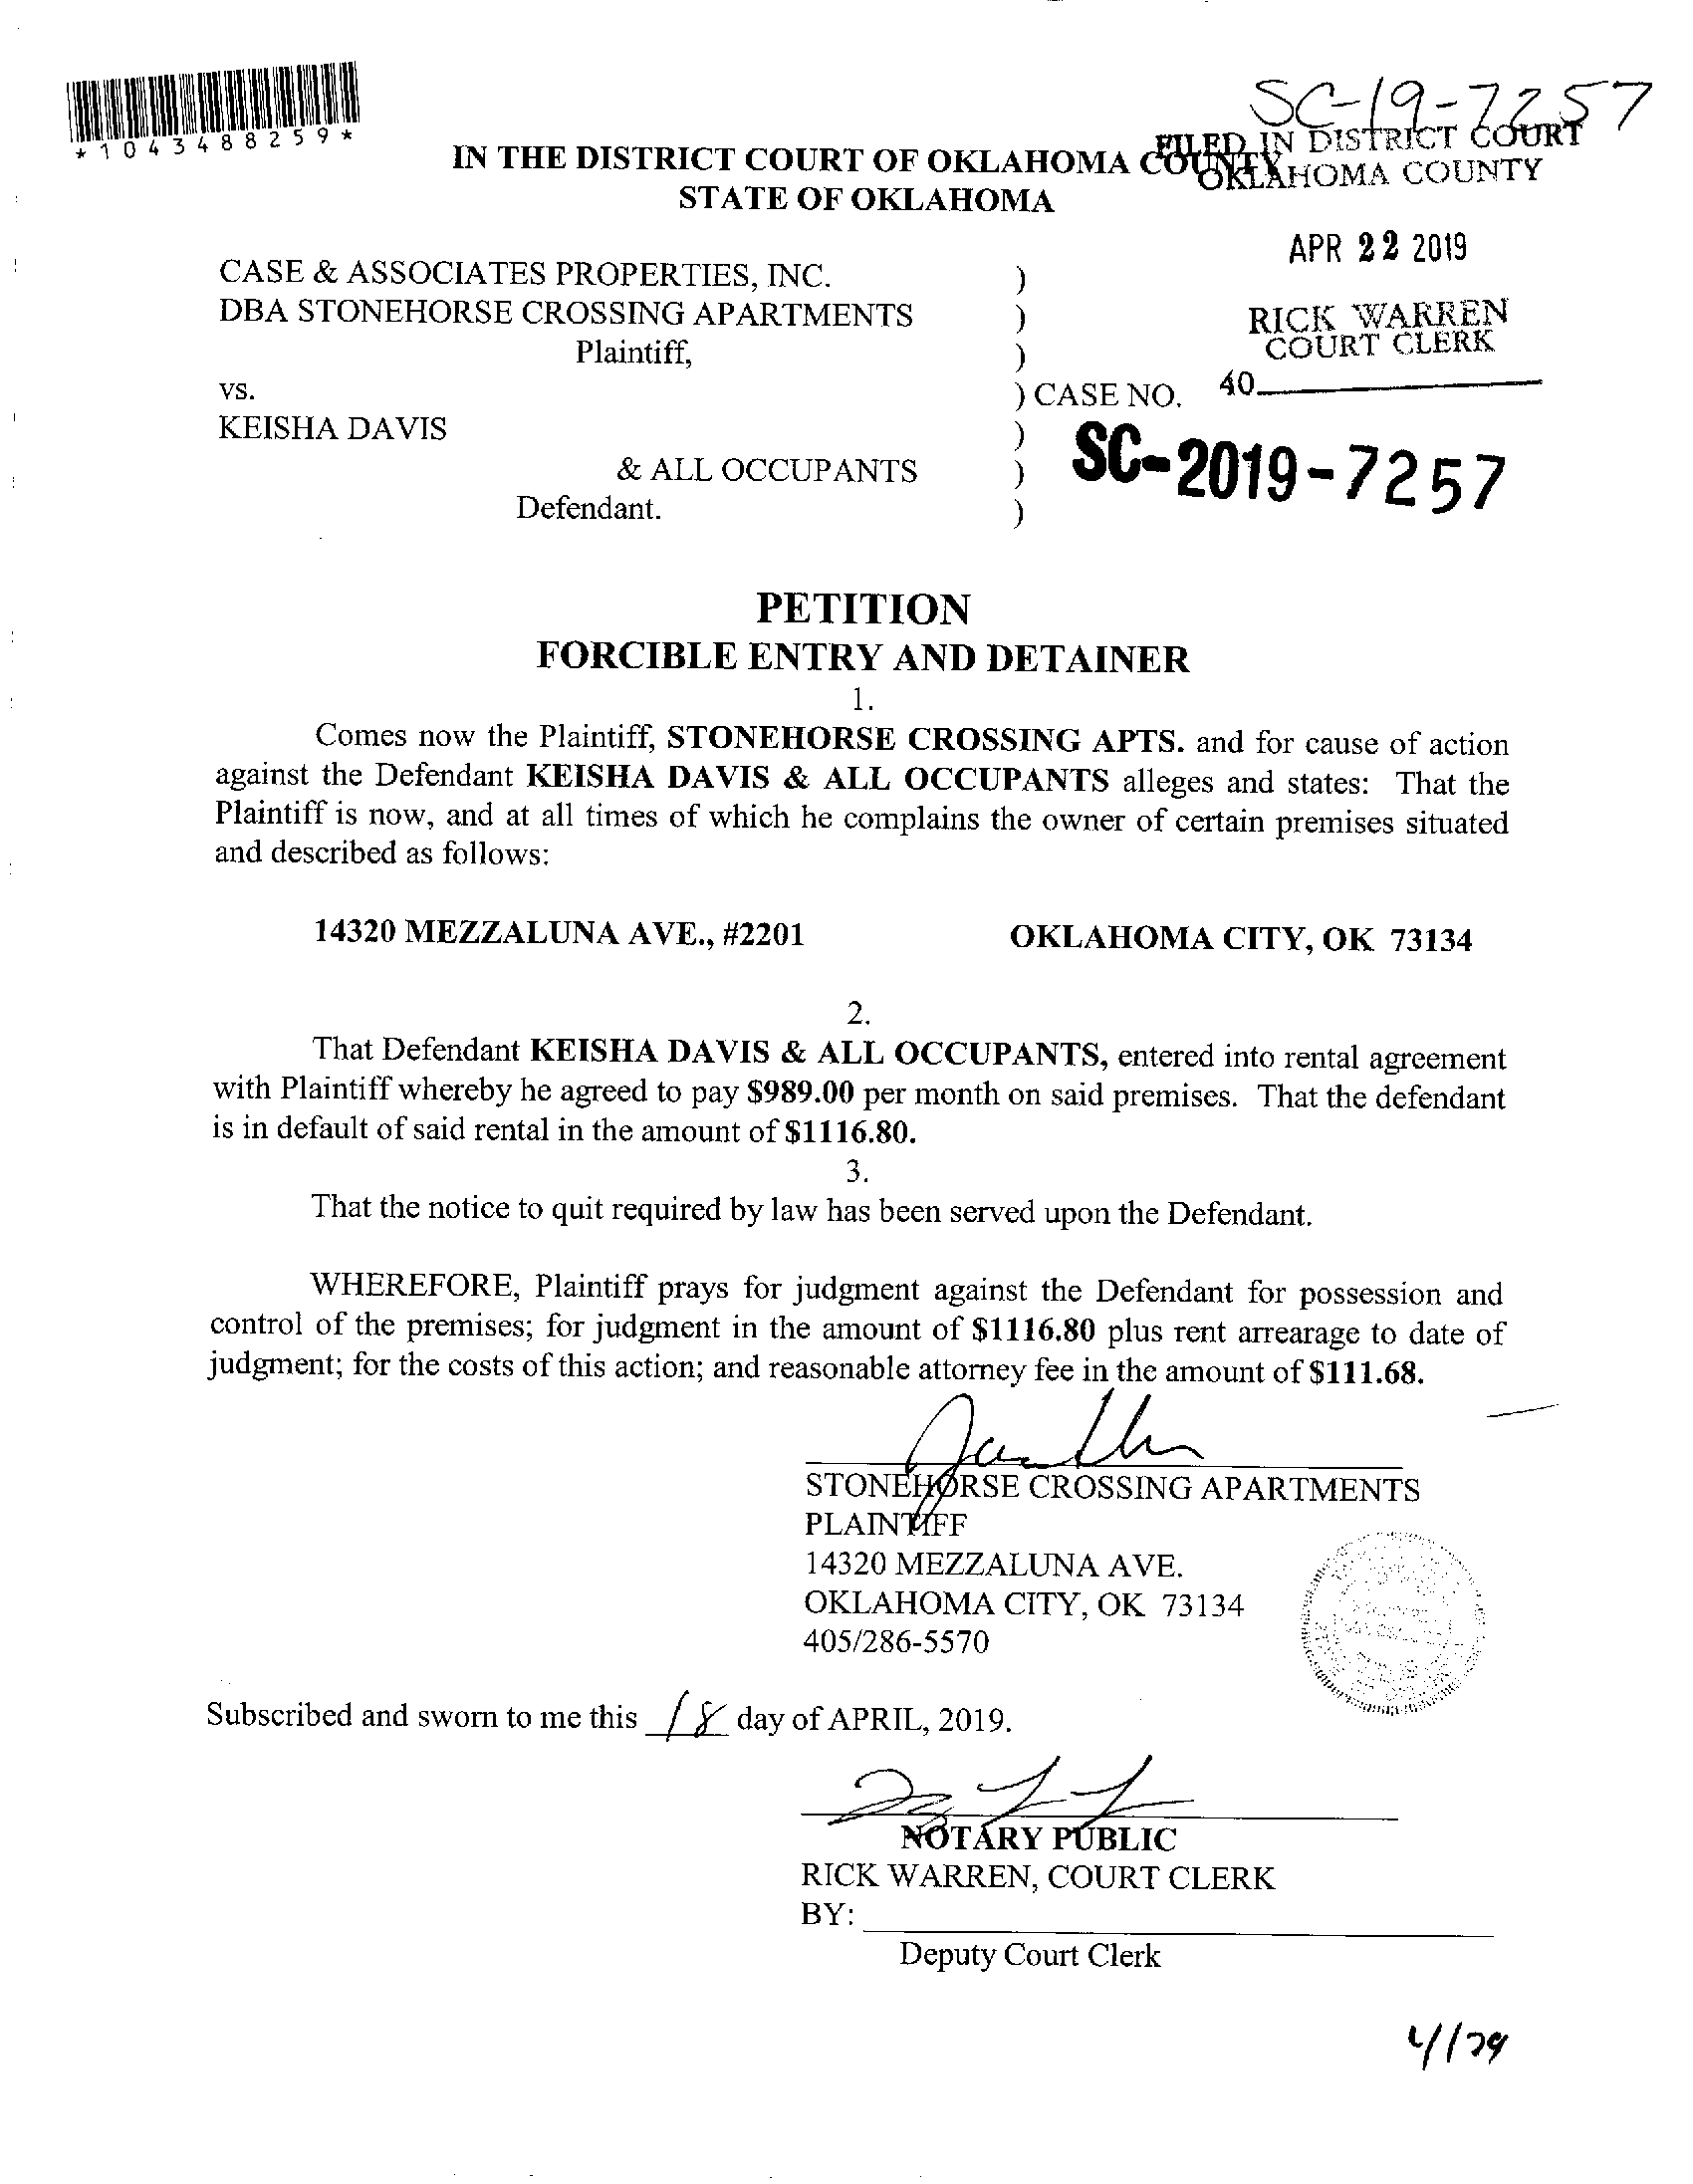 SC-19-7257
*1043488259*
IN THE DISTRICT COURT OF OKLAHOMA COUNTY
STATE OF OKLAHOMA
FILED IN DISTRICT COURT
OKLAHOMA COUNTY
APR 22 2019
RICK WARREN
COURT CLERK
40
CASE & ASSOCIATES PROPERTIES, INC. )
DBA STONEHORSE CROSSING APARTMENTS )
Plaintiff, )
vs. ) CASE NO.
KEISHA DAVIS )
& ALL OCCUPANTS ) SC-2019-7257
Defendant. )
PETITION
FORCIBLE ENTRY AND DETAINER
1.
Comes now the Plaintiff, STONEHORSE CROSSING APTS. and for cause of action
against the Defendant KEISHA DAVIS & ALL OCCUPANTS alleges and states: That the
Plaintiff is now, and at all times of which he complains the owner of certain premises situated
and described as follows:
14320 MEZZALUNA AVE., #2201 OKLAHOMA CITY, OK 73134
2.
That Defendant KEISHA DAVIS & ALL OCCUPANTS, entered into rental agreement
with Plaintiff whereby he agreed to pay $989.00 per month on said premises. That the defendant
is in default of said rental in the amount of $1116.80.
3.
That the notice to quit required by law has been served upon the Defendant.
WHEREFORE, Plaintiff prays for judgment against the Defendant for possession and
control of the premises; for judgment in the amount of $1116.80 plus rent arrearage to date of
judgment; for the costs of this action; and reasonable attorney fee in the amount of $111.68.
STONEHORSE CROSSING APARTMENTS
PLAINTIFF
14320 MEZZALUNA AVE.
OKLAHOMA CITY, OK 73134
405/286-5570
Subscribed and sworn to me this 18 day of APRIL, 2019.
NOTARY PUBLIC
RICK WARREN, COURT CLERK
BY:
Deputy Court Clerk